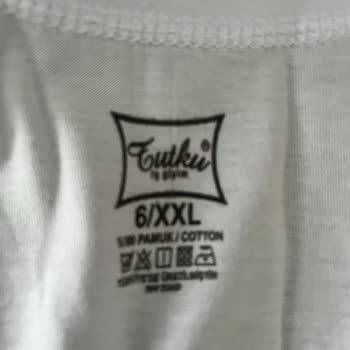 Tutku®
iç giyim
6/XXL
%100 PAMUK / COTTON